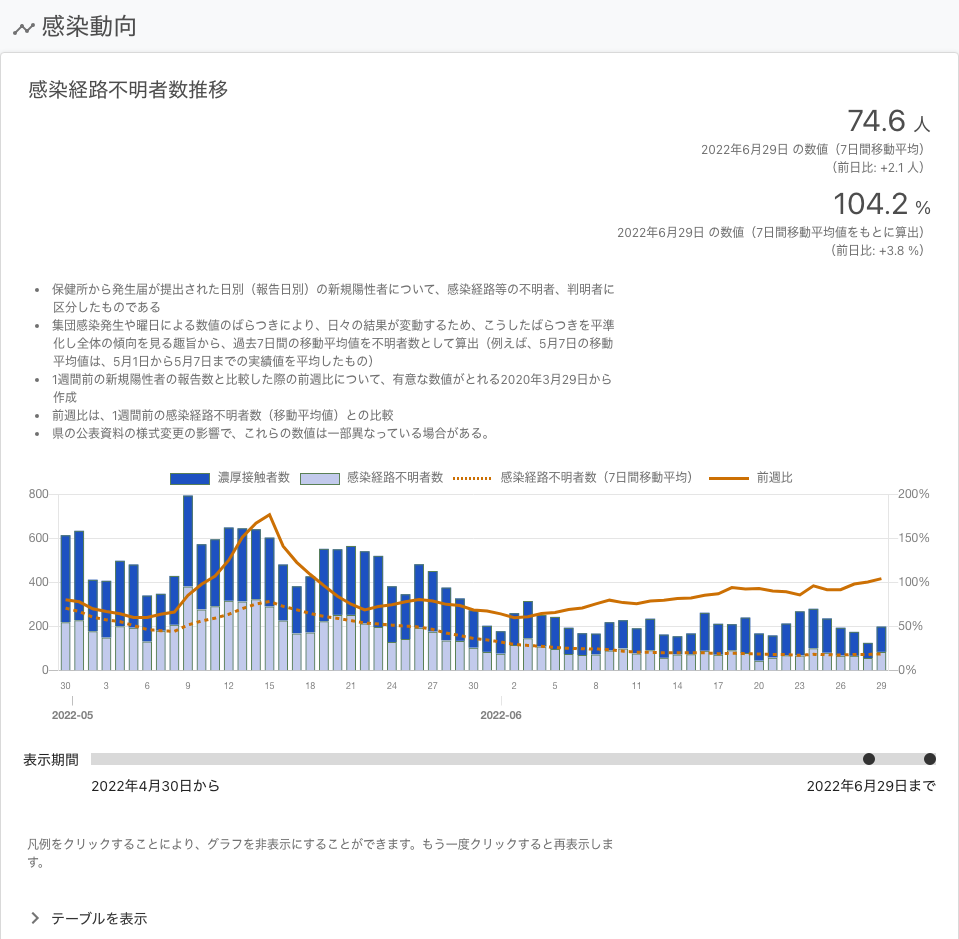 感染動向
感染経路不明者数推移
74.6 人
2022年6月29日 の数値（7日間移動平均）
（前日比: +2.1 人）
104.2 %
2022年6月29日 の数値（7日間移動平均値をもとに算出）
（前日比: +3.8 %）
• 保健所から発生届が提出された日別（報告日別）の新規陽性者について、感染経路等の不明者、判明者に
区分したものである
• 集団感染発生や曜日による数値のばらつきにより、日々の結果が変動するため、こうしたばらつきを平準
化し全体の傾向を見る趣旨から、過去7日間の移動平均値を不明者数として算出（例えば、5月7日の移動
平均値は、5月1日から5月7日までの実績値を平均したもの）
• 1週間前の新規陽性者の報告数と比較した際の前週比について、有意な数値がとれる2020年3月29日から
作成
• 前週比は、1週間前の感染経路不明者数（移動平均値）との比較
• 県の公表資料の様式変更の影響で、これらの数値は一部異なっている場合がある。
濃厚接触者数 感染経路不明者数 感染経路不明者数（7日間移動平均） 前週比
800 200%
600 150%
400 100%
200 50%
0 0%
30 3 6 9 12 15 18 21 24 27 30 2 5 8 11 14 17 20 23 26 29
2022-05 2022-06
表示期間
2022年4月30日から 2022年6月29日まで
凡例をクリックすることにより、グラフを非表示にすることができます。もう一度クリックすると再表示しま
す。
テーブルを表示